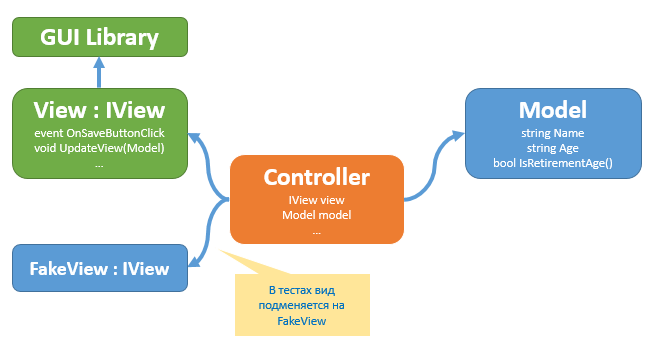 GUI Library
View : IView
event OnSaveButtonClick
void UpdateView(Model)
...
Controller
IView view
Model model
...
Model
string Name
string Age
bool IsRetirementAge()
FakeView : IView
В тестах вид
подменяется на
FakeView